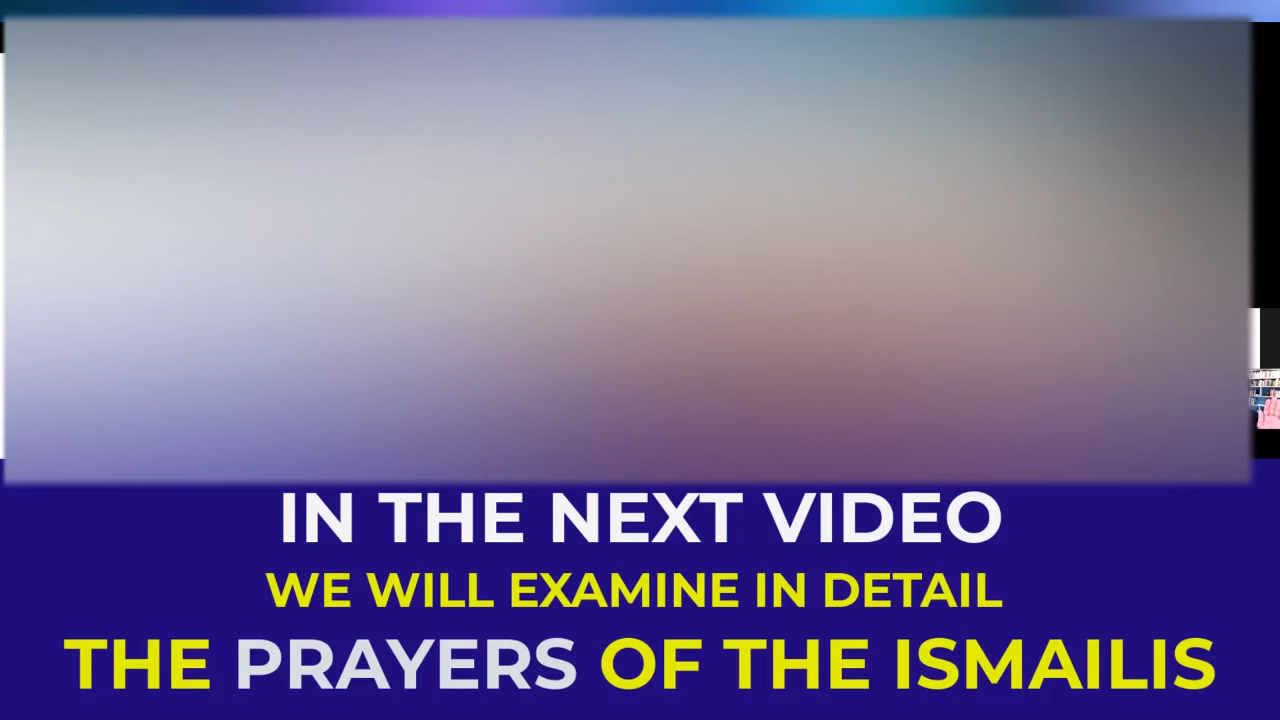 IN THE NEXT VIDEO
WE WILL EXAMINE IN DETAIL
THE PRAYERS OF THE ISMAILIS